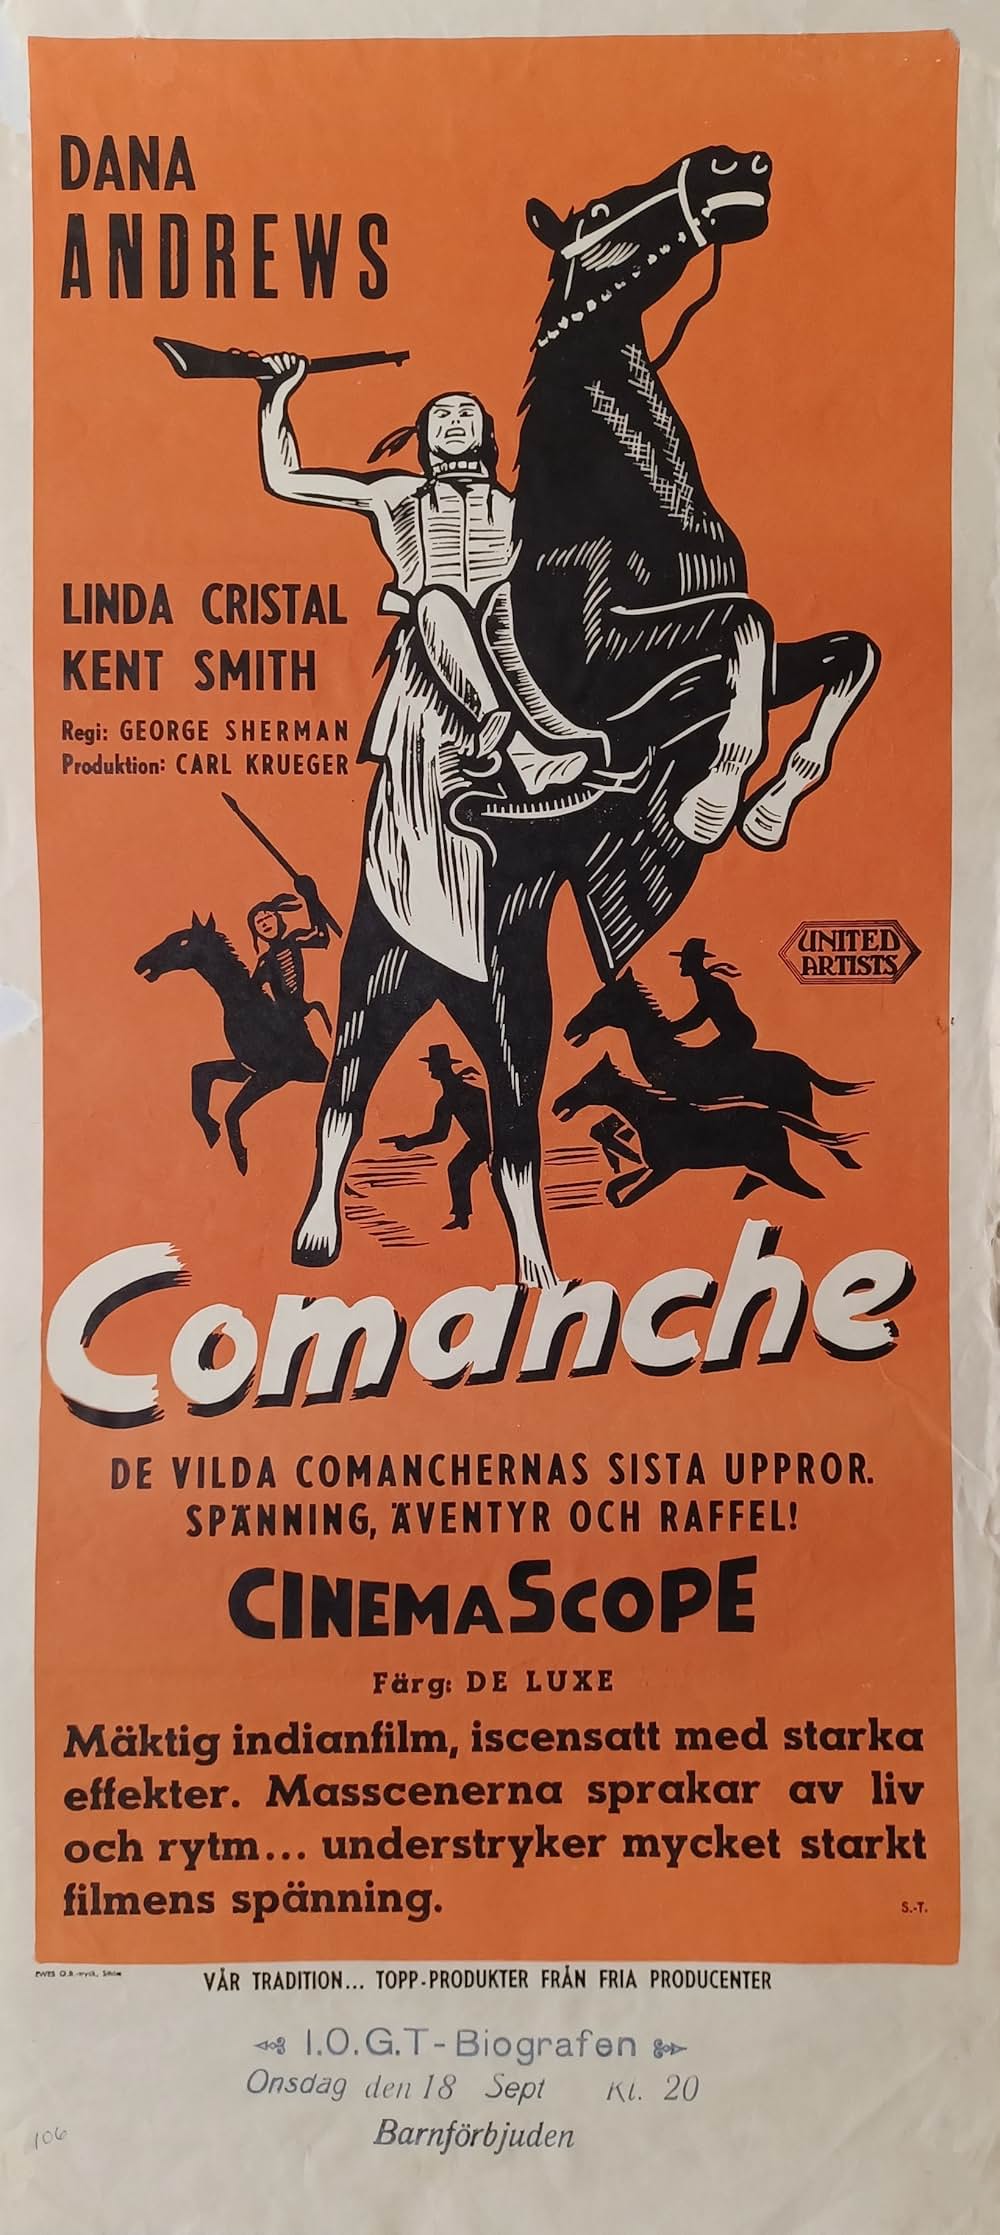 DANA
ANDREWS
LINDA CRISTAL
KENT SMITH
Regi: GEORGE SHERMAN
Produktion: CARL KRUEGER
UNITED
ARTISTS
Comanche
DE VILDA COMANCHERNAS SISTA UPPROR.
SPÄNNING, ÄVENTYR OCH RAFFEL!
CINEMASCOPE
Färg: DE LUXE
Mäktig indianfilm, iscensatt med starka
effekter. Masscenerna sprakar av liv
och rytm... understryker mycket starkt
filmens spänning.
S.-T.
VÅR TRADITION... TOPP-PRODUKTER FRÅN FRIA PRODUCENTER
I.O.G.T-Biografen
Onsdag den 18 Sept Kl. 20
Barnförbjuden
106